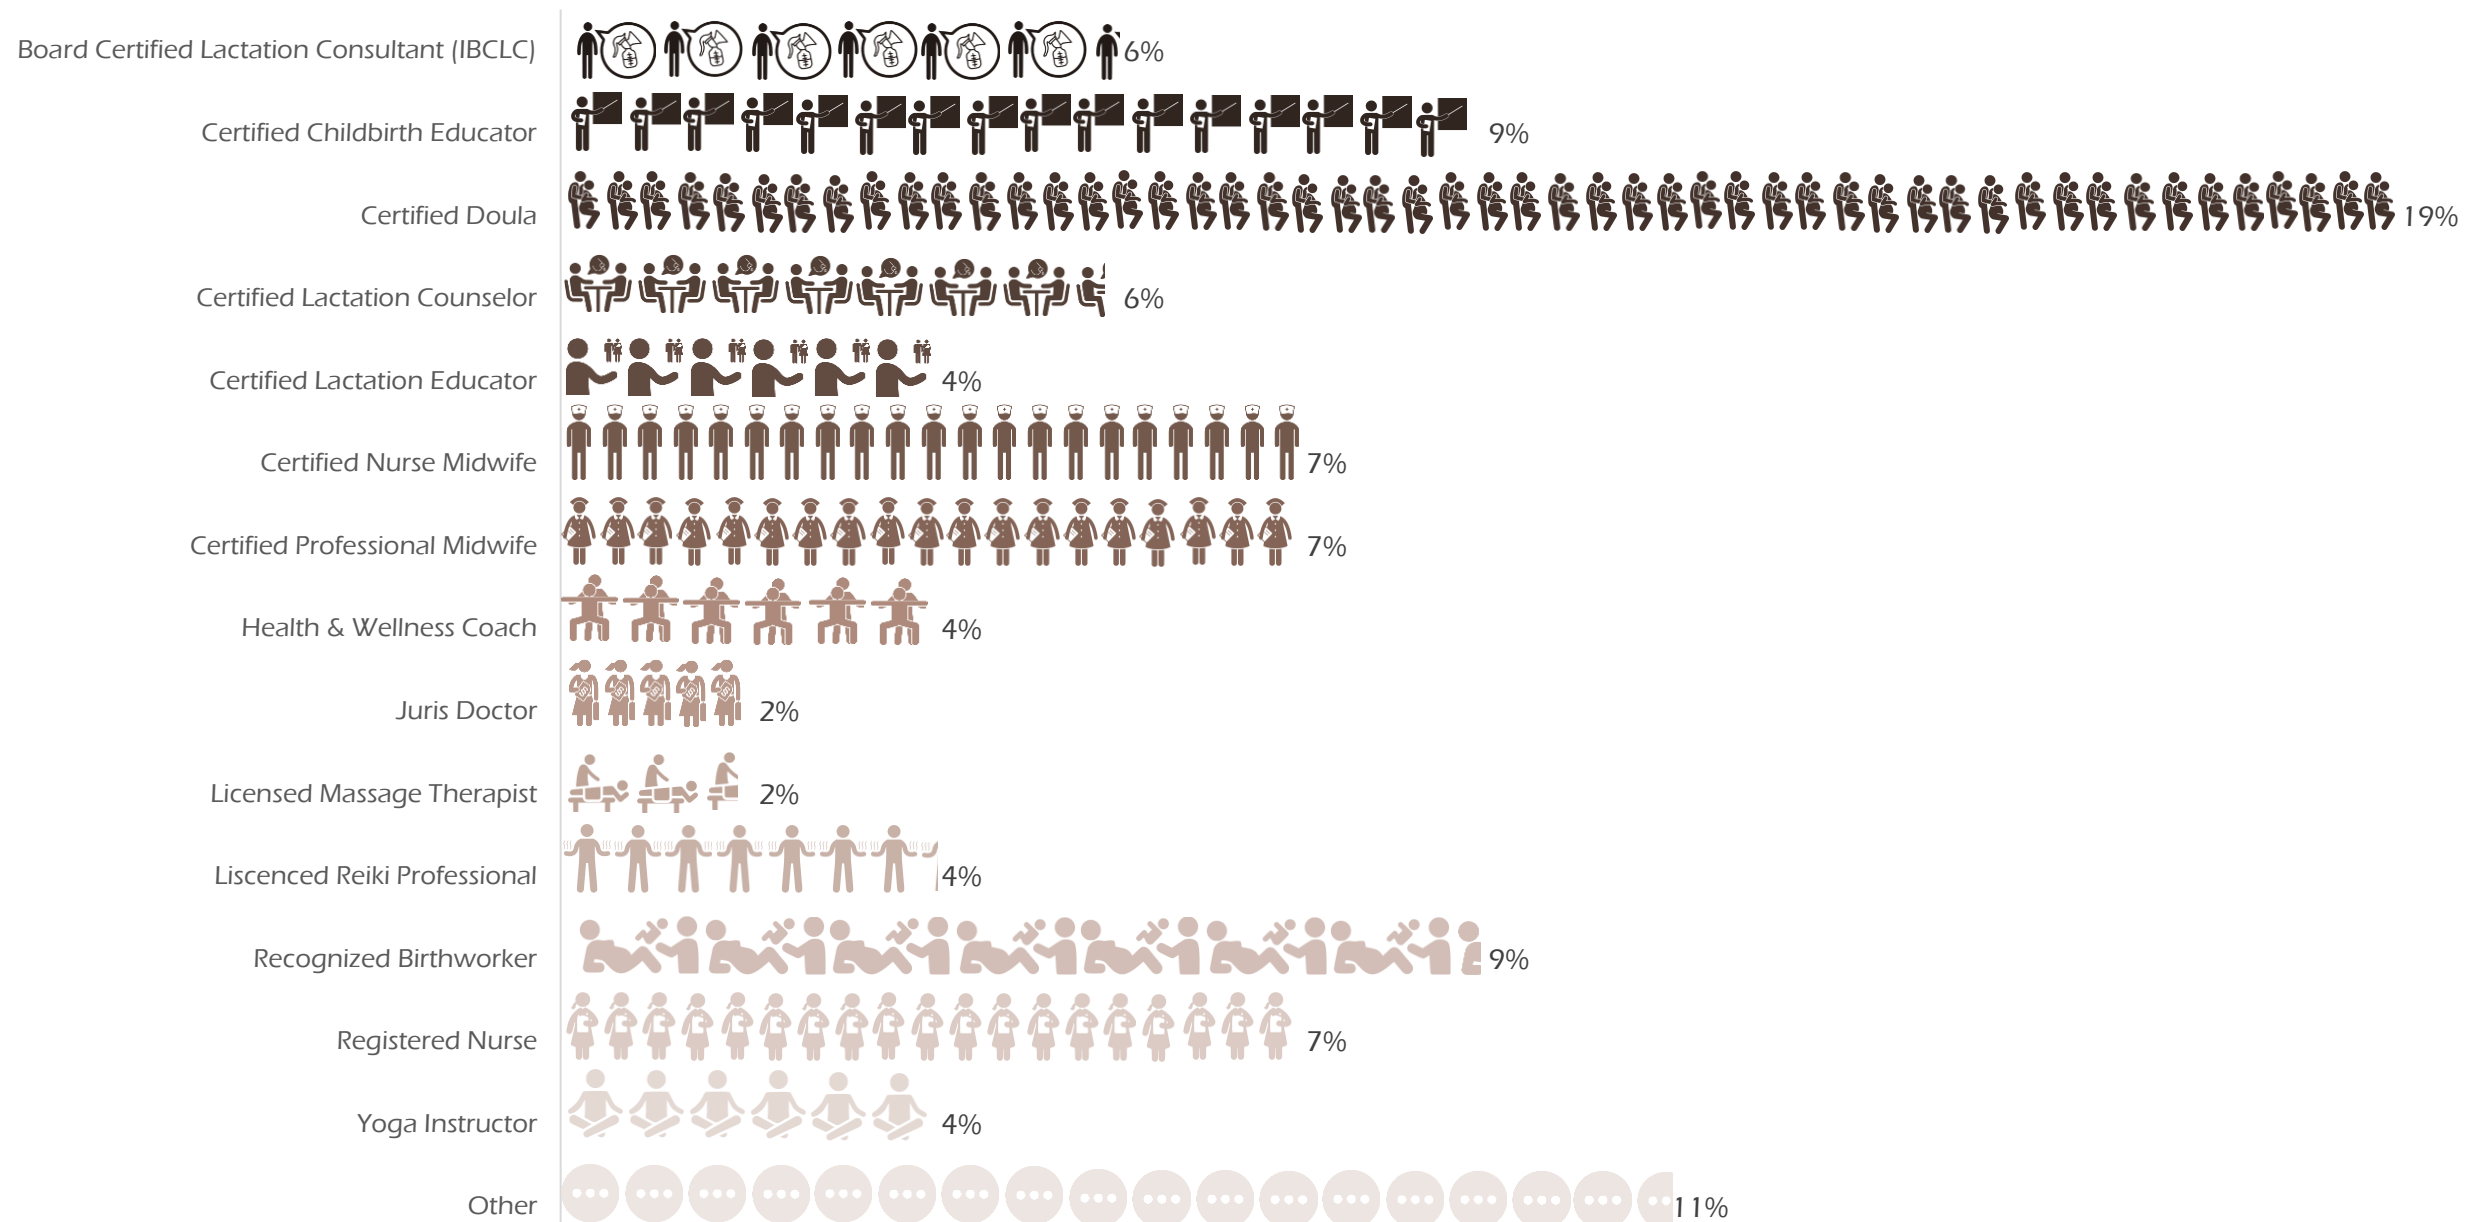 Board Certified Lactation Consultant (IBCLC) 6%
Certified Childbirth Educator 9%
Certified Doula 19%
Certified Lactation Counselor 6%
Certified Lactation Educator 4%
Certified Nurse Midwife 7%
Certified Professional Midwife 7%
Health & Wellness Coach 4%
Juris Doctor 2%
Licensed Massage Therapist 2%
Liscenced Reiki Professional 4%
Recognized Birthworker 9%
Registered Nurse 7%
Yoga Instructor 4%
Other 11%